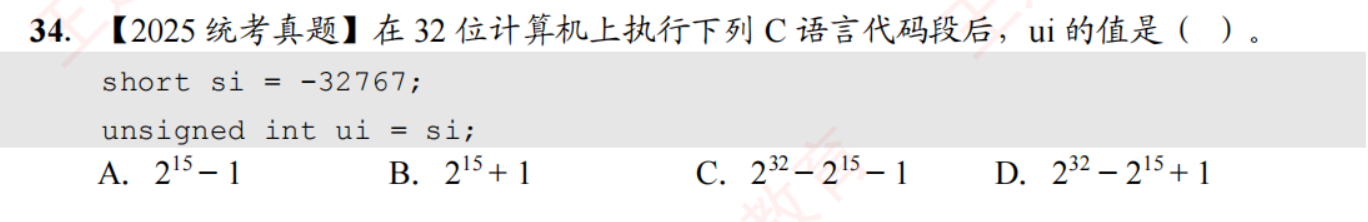 34. 【2025 统考真题】在 32 位计算机上执行下列 C 语言代码段后，ui 的值是（ ）。
short si = -32767;
unsigned int ui = si;
A. 2¹⁵ – 1 B. 2¹⁵ + 1 C. 2³² – 2¹⁵ – 1 D. 2³² – 2¹⁵ + 1
教育